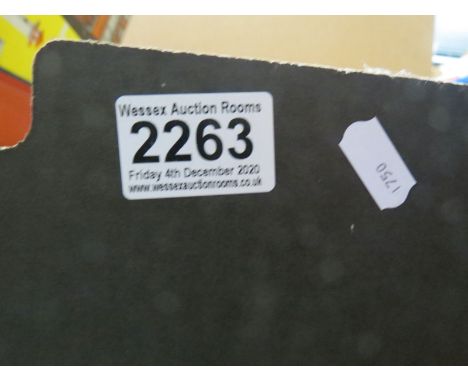 Wessex Auction Rooms
2263
Friday 4th December 2020
www.wessexauctionrooms.co.uk
1750